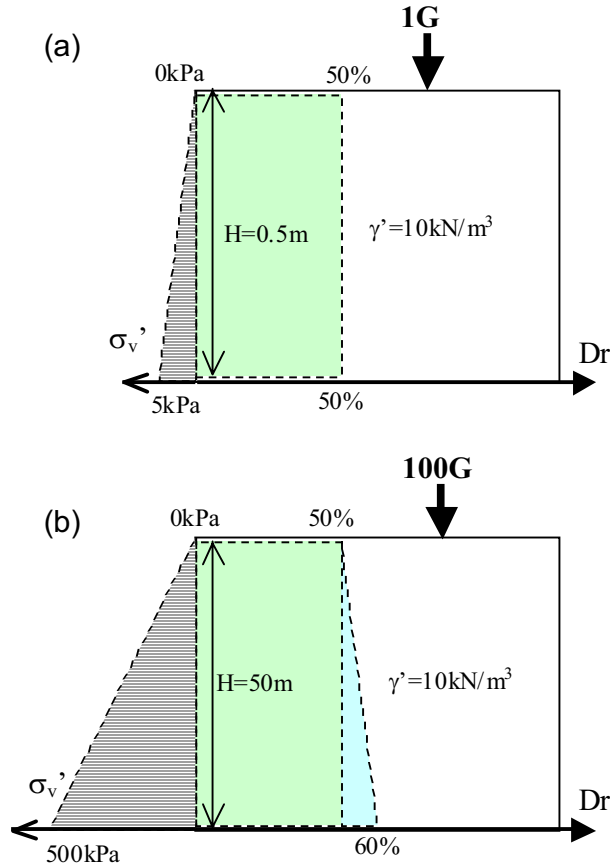 (a)
1G
0kPa
50%
H=0.5m
γ'=10kN/m³
σᵥ'
Dr
5kPa
50%
(b)
100G
0kPa
50%
H=50m
γ'=10kN/m³
σᵥ'
Dr
500kPa
60%